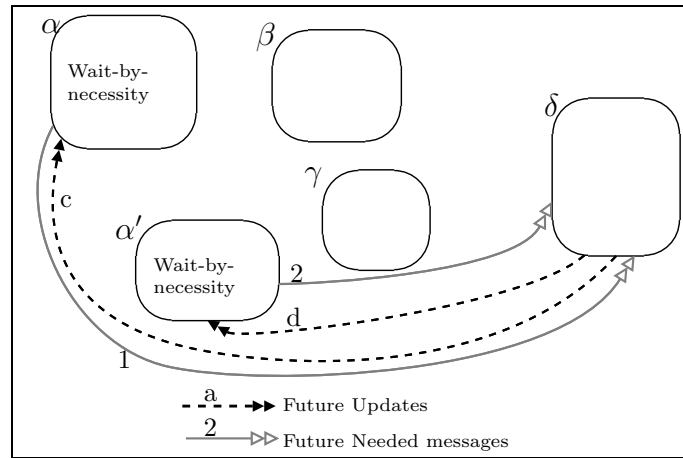 α
β
Wait-by-
necessity
δ
γ
c
α′
Wait-by-
necessity
2
d
1
a
Future Updates
2
Future Needed messages